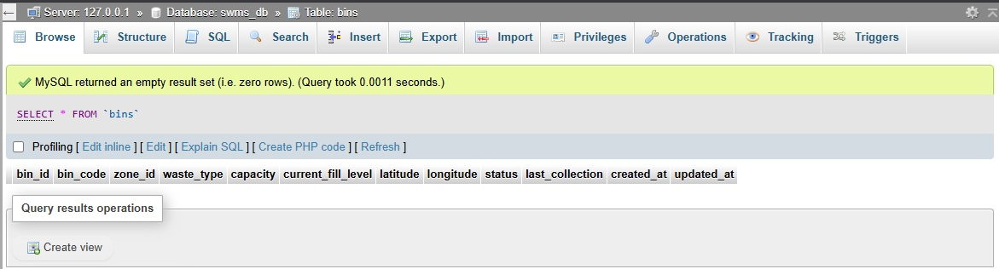 Server: 127.0.0.1 » Database: swms_db » Table: bins
Browse Structure SQL Search Insert Export Import Privileges Operations Tracking Triggers
MySQL returned an empty result set (i.e. zero rows). (Query took 0.0011 seconds.)
SELECT * FROM `bins`
Profiling [ Edit inline ] [ Edit ] [ Explain SQL ] [ Create PHP code ] [ Refresh ]
bin_id bin_code zone_id waste_type capacity current_fill_level latitude longitude status last_collection created_at updated_at
Query results operations
Create view